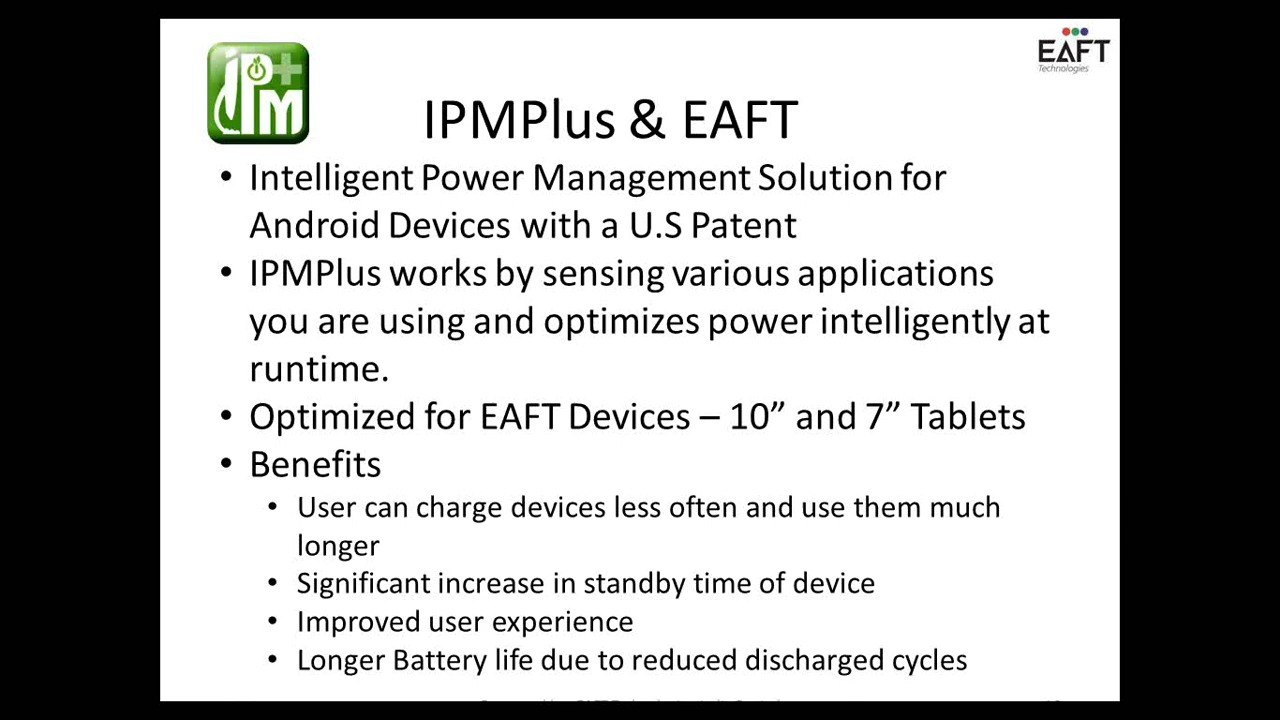 iPM+
EAFT
Technologies
IPMPlus & EAFT
• Intelligent Power Management Solution for
Android Devices with a U.S Patent
• IPMPlus works by sensing various applications
you are using and optimizes power intelligently at
runtime.
• Optimized for EAFT Devices – 10” and 7” Tablets
• Benefits
• User can charge devices less often and use them much
longer
• Significant increase in standby time of device
• Improved user experience
• Longer Battery life due to reduced discharged cycles